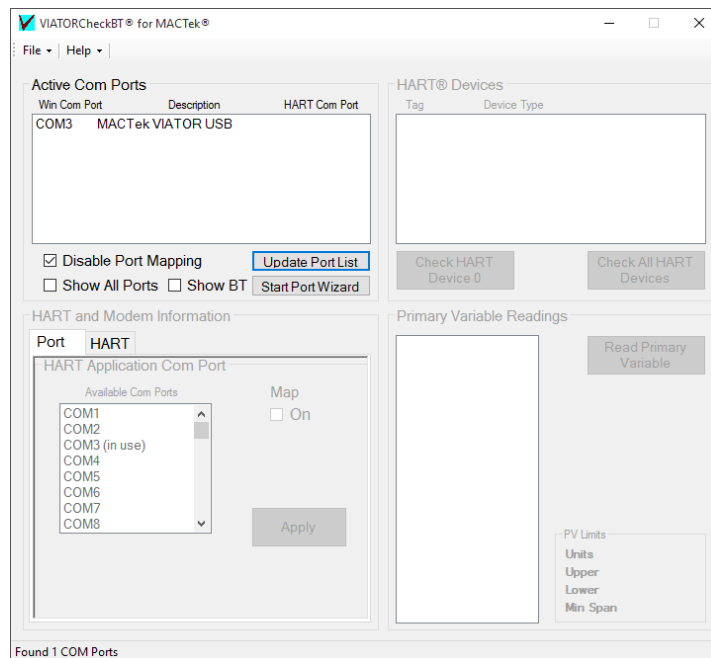 VIATORCheckBT® for MACTek®
File Help
Active Com Ports
Win Com Port Description HART Com Port
COM3 MACTek VIATOR USB
Disable Port Mapping
Update Port List
Show All Ports
Show BT
Start Port Wizard
HART® Devices
Tag Device Type
Check HART
Device 0
Check All HART
Devices
HART and Modem Information
Port HART
HART Application Com Port
Available Com Ports
COM1
COM2
COM3 (in use)
COM4
COM5
COM6
COM7
COM8
Map
On
Apply
Primary Variable Readings
Read Primary
Variable
PV Limits
Units
Upper
Lower
Min Span
Found 1 COM Ports